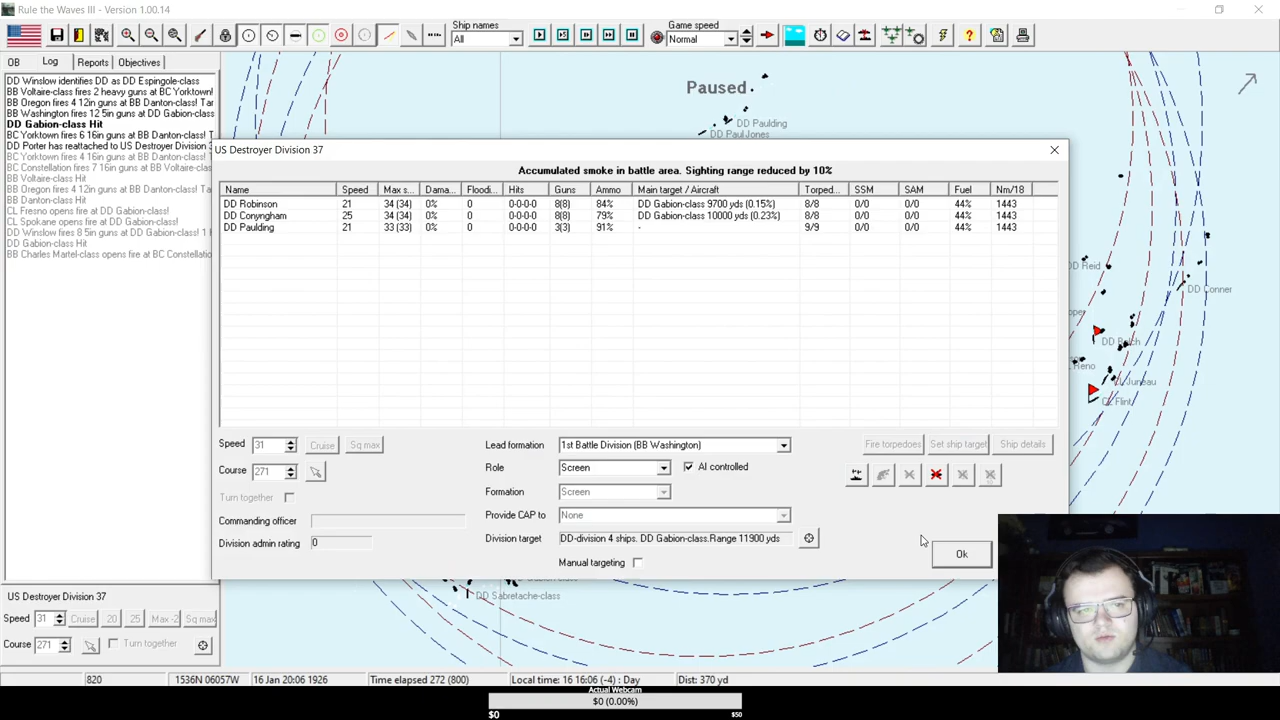 Rule the Waves III - Version 1.00.14
Ship names
All
Game speed
Normal
OB Log Reports Objectives
DD Winslow identifies DD as DD Espingole-class
BB Voltaire-class fires 2 heavy guns at BC Yorktown
BB Oregon fires 4 12in guns at BB Danton-class! Tar
BB Washington fires 12 5in guns at DD Gabion-class
DD Gabion-class Hit
BC Yorktown fires 6 16in guns at BB Danton-class! T
DD Porter has reattached to US Destroyer Division 3
BC Yorktown fires 4 16in guns at BB Danton-class! T
BC Constellation fires 7 16in guns at BB Voltaire-clas
BB Voltaire-class Hit
BB Oregon fires 4 12in guns at BB Danton-class! Tar
BB Danton-class Hit
CL Fresno opens fire at DD Gabion-class!
CL Spokane opens fire at DD Gabion-class!
DD Winslow fires 8 5in guns at DD Gabion-class! 1 h
DD Gabion-class Hit
BB Charles Martel-class opens fire at BC Constellatio
Paused
DD Paulding
DD Paul Jones
DD Reid
DD Conner
DD Balch
CL Reno
CL Juneau
CL Flint
DD Sabretache-class
US Destroyer Division 37
Accumulated smoke in battle area. Sighting range reduced by 10%
Name Speed Max s... Dama... Floodi... Hits Guns Ammo Main target / Aircraft Torped... SSM SAM Fuel Nm/18
DD Robinson 21 34 (34) 0% 0 0-0-0-0 8(8) 84% DD Gabion-class 9700 yds (0.15%) 8/8 0/0 0/0 44% 1443
DD Conyngham 25 34 (34) 0% 0 0-0-0-0 8(8) 79% DD Gabion-class 10000 yds (0.23%) 8/8 0/0 0/0 44% 1443
DD Paulding 21 33 (33) 0% 0 0-0-0-0 3(3) 91% - 9/9 0/0 0/0 44% 1443
Speed 31 Cruise Sq max
Course 271
Turn together
Commanding officer
Division admin rating 0
Lead formation 1st Battle Division (BB Washington)
Role Screen AI controlled
Formation Screen
Provide CAP to None
Division target DD-division 4 ships. DD Gabion-class.Range 11900 yds
Manual targeting
Fire torpedoes Set ship target Ship details
Ok
US Destroyer Division 37
Speed 31 Cruise 20 25 Max -2 Sq max
Course 271 Turn together
820 1536N 06057W 16 Jan 20:06 1926 Time elapsed 272 (800) Local time: 16 16:06 (-4) : Day Dist: 370 yd
Actual Webcam
$0 (0.00%)
$0 $50